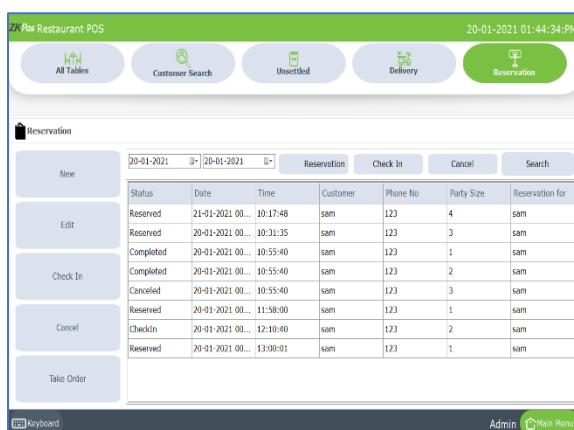 ZKPos Restaurant POS 20-01-2021 01:44:34:PM
All Tables Customer Search Unsettled Delivery Reservation
Reservation
New
Edit
Check In
Cancel
Take Order
20-01-2021 20-01-2021 Reservation Check In Cancel Search
Status Date Time Customer Phone No Party Size Reservation for
Reserved 21-01-2021 00... 10:17:48 sam 123 4 sam
Reserved 20-01-2021 00... 10:31:35 sam 123 3 sam
Completed 20-01-2021 00... 10:55:40 sam 123 1 sam
Completed 20-01-2021 00... 10:55:40 sam 123 2 sam
Canceled 20-01-2021 00... 10:55:40 sam 123 3 sam
Reserved 20-01-2021 00... 11:58:00 sam 123 1 sam
CheckIn 20-01-2021 00... 12:10:40 sam 123 2 sam
Reserved 20-01-2021 00... 13:00:01 sam 123 1 sam
Keyboard Admin Main Menu